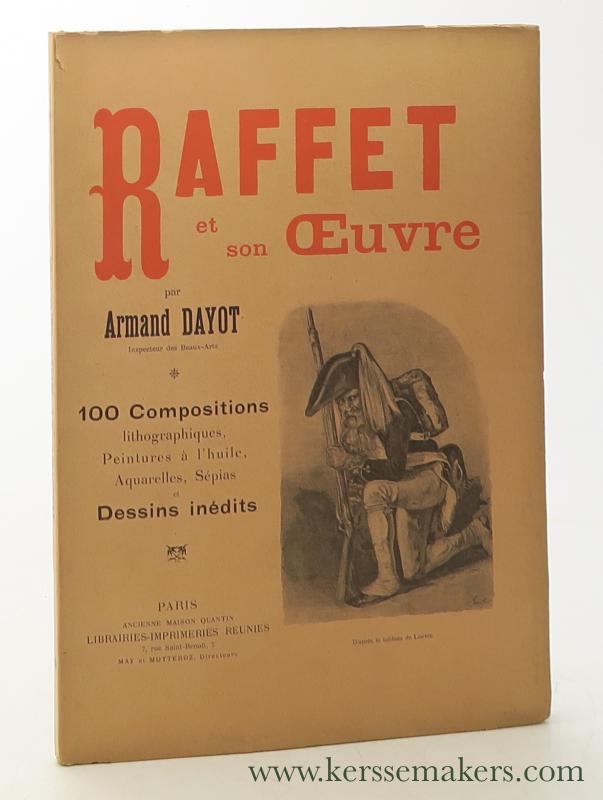 RAFFET
et
son Œuvre
par
Armand DAYOT
Inspecteur des Beaux-Arts
100 Compositions
lithographiques,
Peintures à l'huile,
Aquarelles, Sépias
et
Dessins inédits
PARIS
ANCIENNE MAISON QUANTIN
LIBRAIRIES-IMPRIMERIES REUNIES
7, rue Saint-Benoit, 7
MAY et MOTTEROZ, Directeurs
D'après le tableau du Louvre.
www.kerssemakers.com